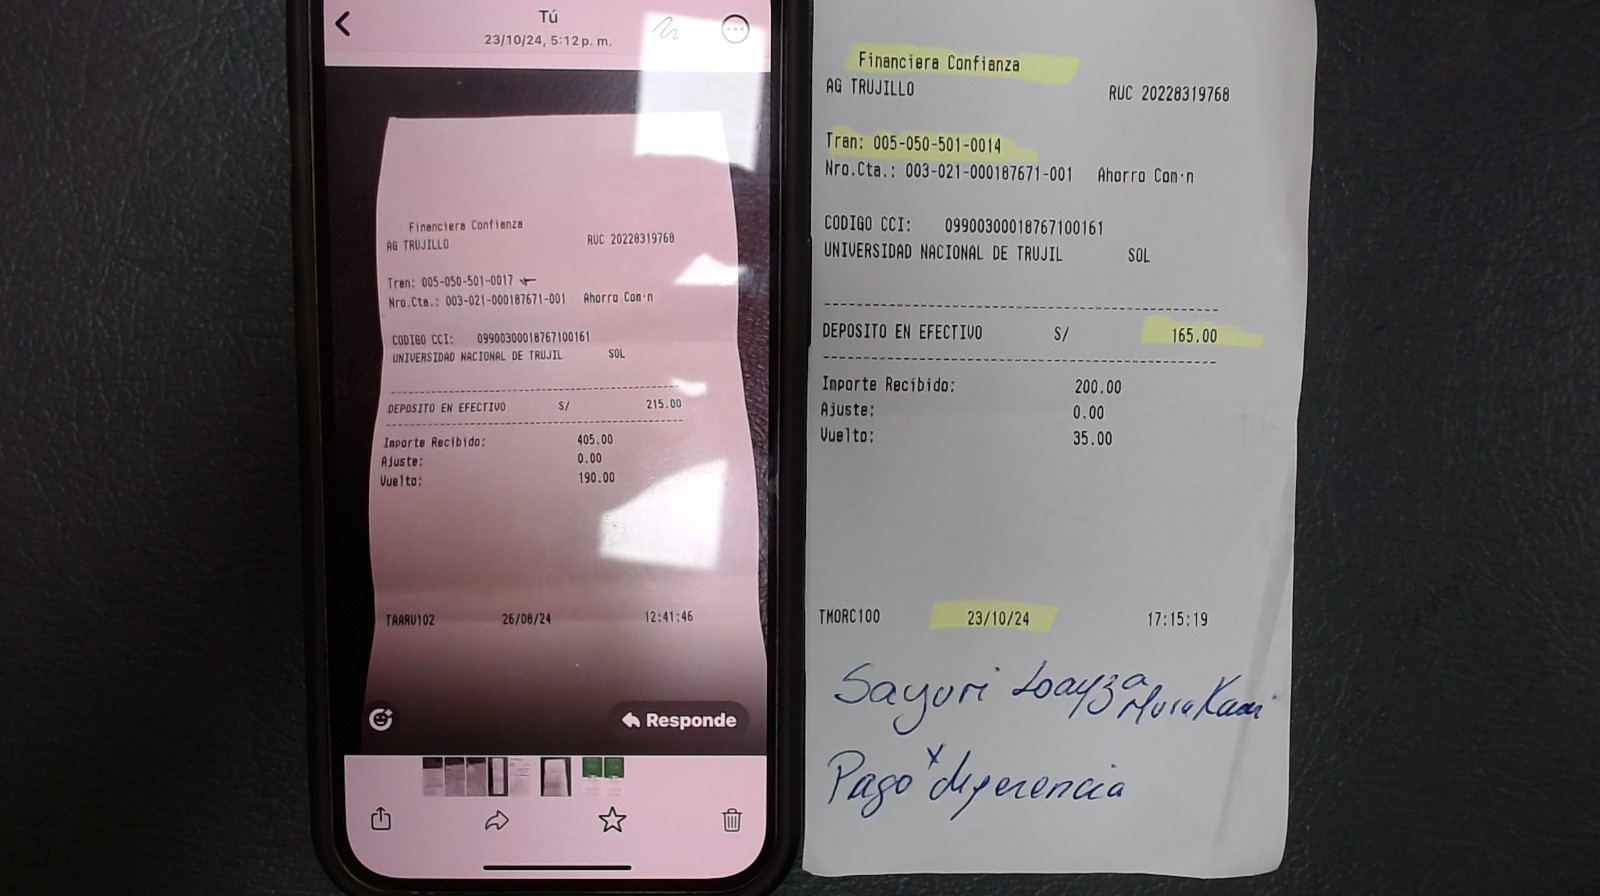 Tú
23/10/24, 5:12 p. m.
Financiera Confianza
AG TRUJILLO RUC 20228319768
Tran: 005-050-501-0017
Nro.Cta.: 003-021-000187671-001 Ahorro Com·n
CODIGO CCI: 09900300018767100161
UNIVERSIDAD NACIONAL DE TRUJIL SOL
DEPOSITO EN EFECTIVO S/ 215.00
Importe Recibido: 405.00
Ajuste: 0.00
Vuelto: 190.00
TAARU102 26/08/24 12:41:46
Responde
Financiera Confianza
AG TRUJILLO RUC 20228319768
Tran: 005-050-501-0014
Nro.Cta.: 003-021-000187671-001 Ahorro Com·n
CODIGO CCI: 09900300018767100161
UNIVERSIDAD NACIONAL DE TRUJIL SOL
DEPOSITO EN EFECTIVO S/ 165.00
Importe Recibido: 200.00
Ajuste: 0.00
Vuelto: 35.00
TMORC100 23/10/24 17:15:19
Sayuri Loayza Murakami
Pago x diferencia